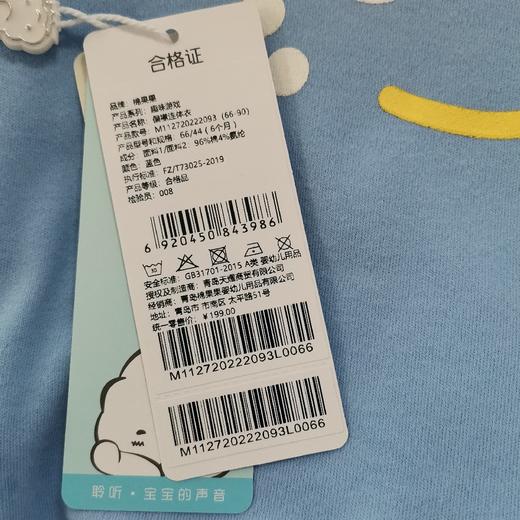 合格证
品牌：棉果果
产品系列：趣味游戏
产品名称：偏襟连体衣
产品款号：M112720222093 (66-90)
产品型号和规格：66/44 (6个月)
成分：面料1/面料2：96%棉4%氨纶
颜色：蓝色
执行标准：FZ/T73025-2019
产品等级：合格品
检验员：008
6 920450 843986
安全标准：GB31701-2015 A类 婴幼儿用品
授权及制造商：青岛天耀商贸有限公司
经销商：青岛棉果果婴幼儿用品有限公司
青岛市 市南区 太平路51号
统一零售价：￥199.00
M112720222093L0066
M112720222093L0066
聆听·宝宝的声音